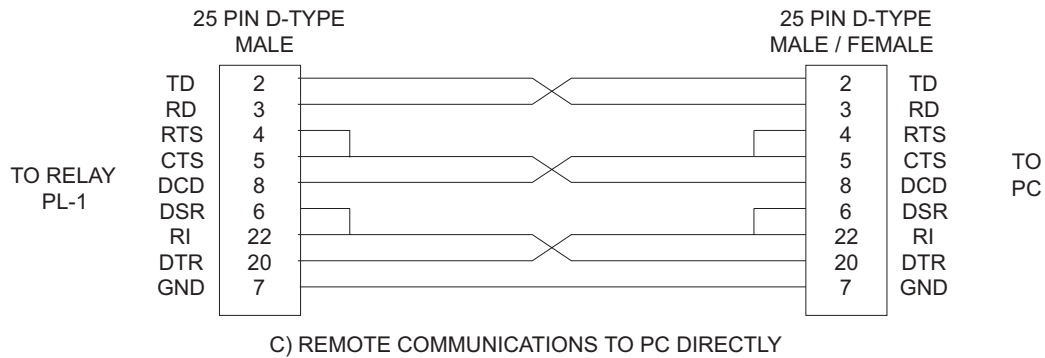 25 PIN D-TYPE
MALE
25 PIN D-TYPE
MALE / FEMALE
TD 2 2 TD
RD 3 3 RD
RTS 4 4 RTS
CTS 5 5 CTS
DCD 8 8 DCD
DSR 6 6 DSR
RI 22 22 RI
DTR 20 20 DTR
GND 7 7 GND
TO RELAY
PL-1
TO
PC
C) REMOTE COMMUNICATIONS TO PC DIRECTLY